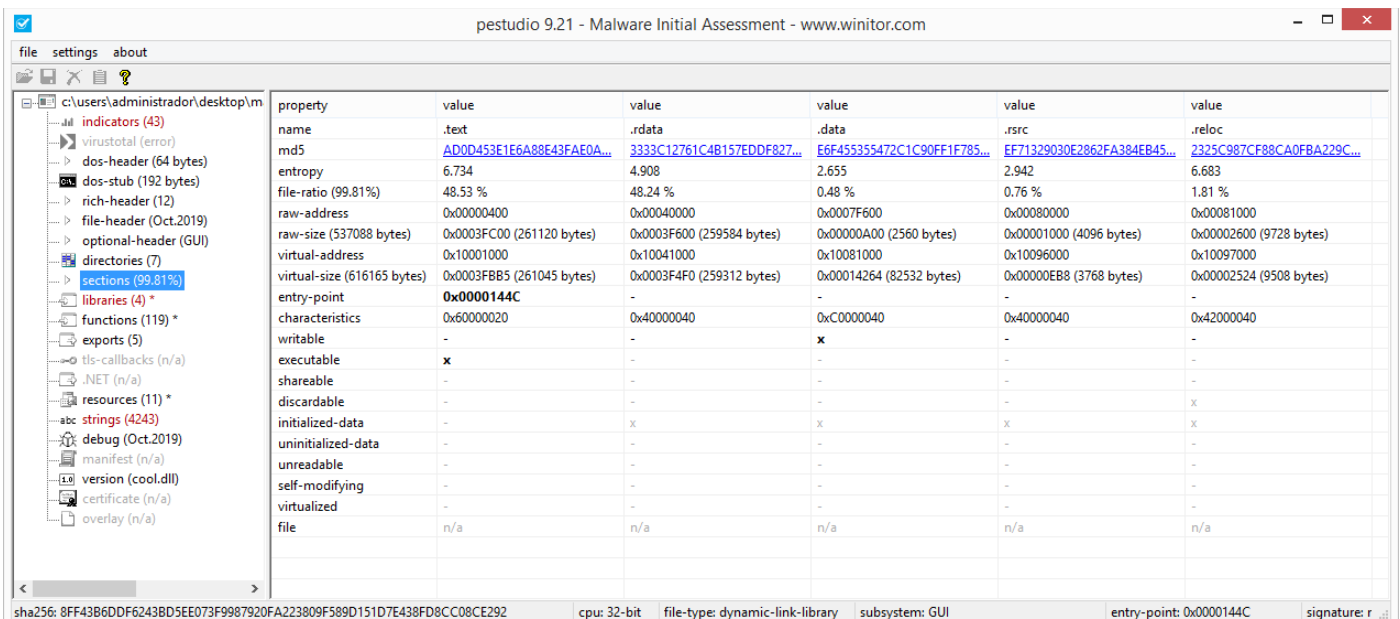 pestudio 9.21 - Malware Initial Assessment - www.winitor.com
file settings about
c:\users\administrador\desktop\m
indicators (43)
virustotal (error)
dos-header (64 bytes)
dos-stub (192 bytes)
rich-header (12)
file-header (Oct.2019)
optional-header (GUI)
directories (7)
sections (99.81%)
libraries (4) *
functions (119) *
exports (5)
tls-callbacks (n/a)
.NET (n/a)
resources (11) *
abc strings (4243)
debug (Oct.2019)
manifest (n/a)
1.0 version (cool.dll)
certificate (n/a)
overlay (n/a)
property value value value value value
name .text .rdata .data .rsrc .reloc
md5 AD0D453E1E6A88E43FAE0A... 3333C12761C4B157EDDF827... E6F455355472C1C90FF1F785... EF71329030E2862FA384EB45... 2325C987CF88CA0FBA229C...
entropy 6.734 4.908 2.655 2.942 6.683
file-ratio (99.81%) 48.53 % 48.24 % 0.48 % 0.76 % 1.81 %
raw-address 0x00000400 0x00040000 0x0007F600 0x00080000 0x00081000
raw-size (537088 bytes) 0x0003FC00 (261120 bytes) 0x0003F600 (259584 bytes) 0x00000A00 (2560 bytes) 0x00001000 (4096 bytes) 0x00002600 (9728 bytes)
virtual-address 0x10001000 0x10041000 0x10081000 0x10096000 0x10097000
virtual-size (616165 bytes) 0x0003FBB5 (261045 bytes) 0x0003F4F0 (259312 bytes) 0x00014264 (82532 bytes) 0x00000EB8 (3768 bytes) 0x00002524 (9508 bytes)
entry-point 0x0000144C - - - -
characteristics 0x60000020 0x40000040 0xC0000040 0x40000040 0x42000040
writable - - x - -
executable x - - - -
shareable - - - - -
discardable - - - - x
initialized-data - x x x x
uninitialized-data - - - - -
unreadable - - - - -
self-modifying - - - - -
virtualized - - - - -
file n/a n/a n/a n/a n/a
sha256: 8FF43B6DDF6243BD5EE073F9987920FA223809F589D151D7E438FD8CC08CE292 cpu: 32-bit file-type: dynamic-link-library subsystem: GUI entry-point: 0x0000144C signature: r